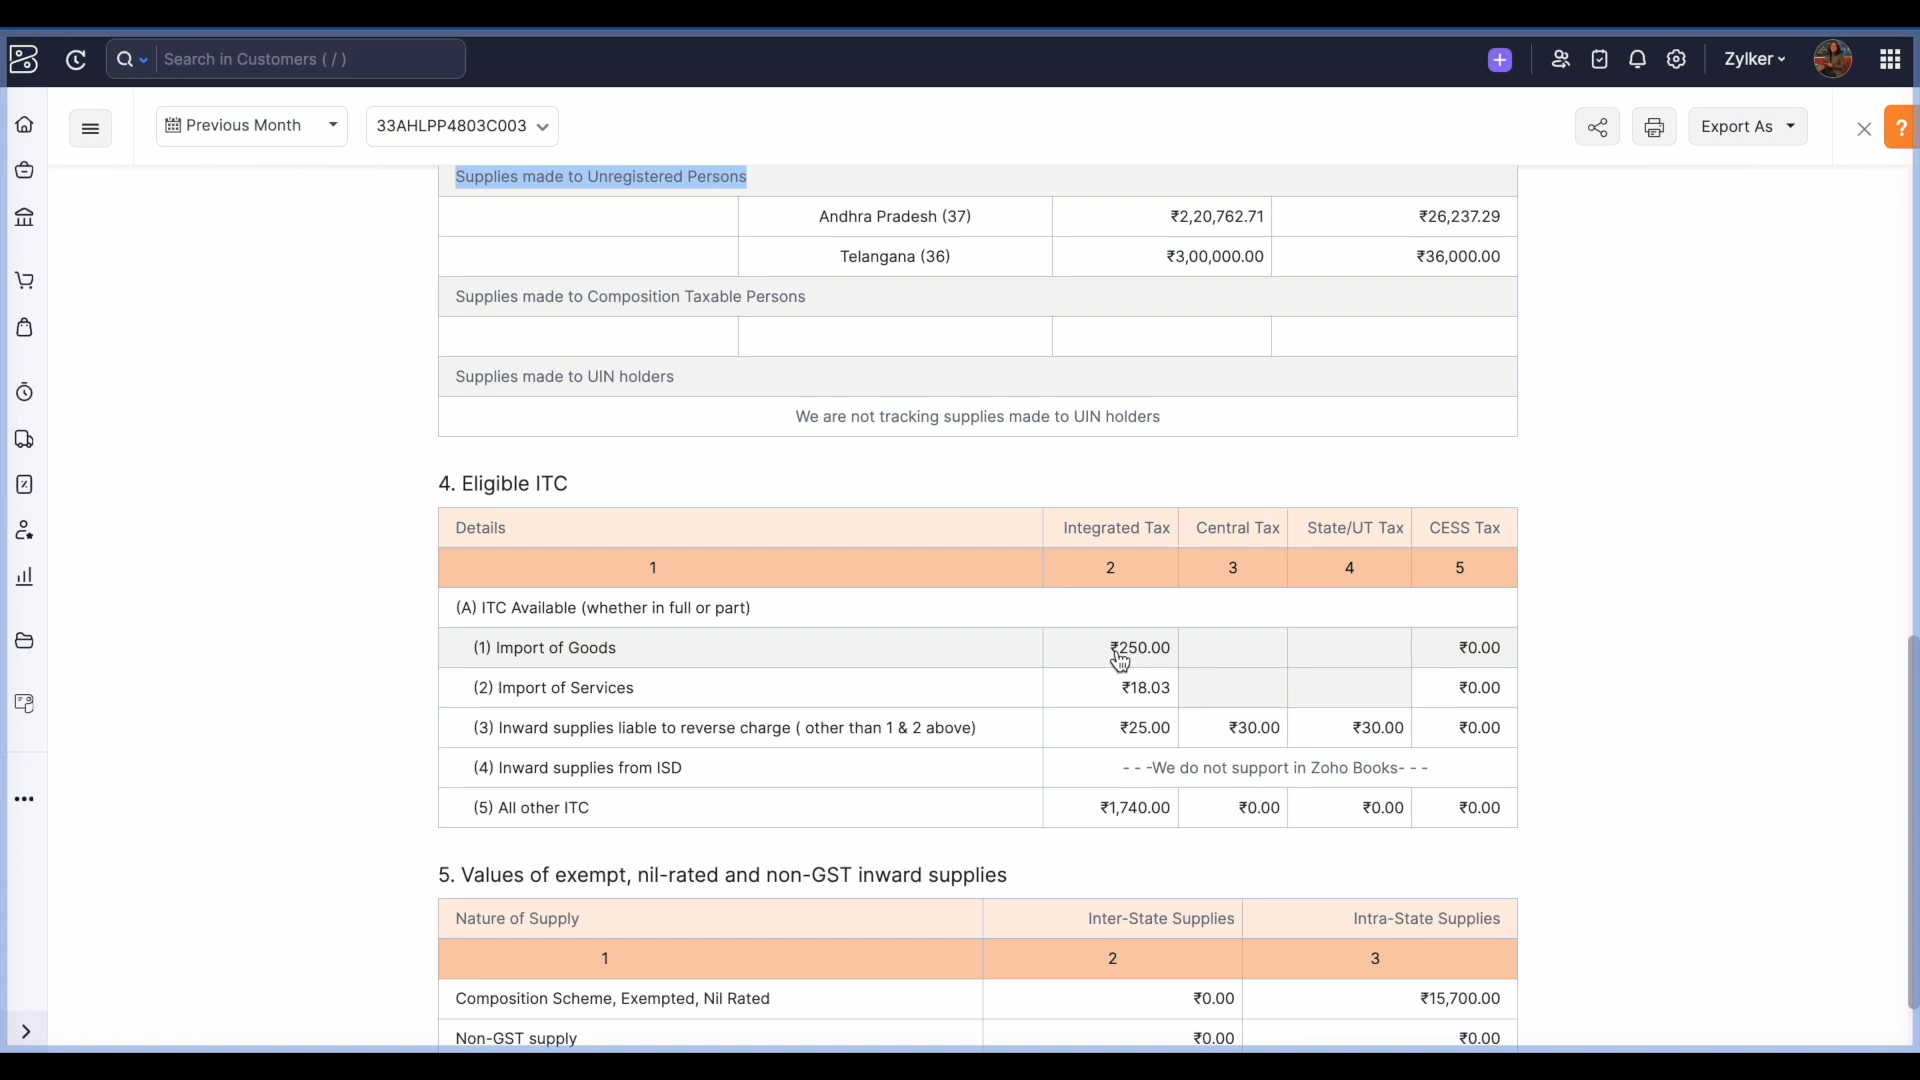 Search in Customers ( / )
Zylker
Previous Month
33AHLPP4803C003
Export As
?
Supplies made to Unregistered Persons
Andhra Pradesh (37) ₹2,20,762.71 ₹26,237.29
Telangana (36) ₹3,00,000.00 ₹36,000.00
Supplies made to Composition Taxable Persons
Supplies made to UIN holders
We are not tracking supplies made to UIN holders
4. Eligible ITC
Details Integrated Tax Central Tax State/UT Tax CESS Tax
1 2 3 4 5
(A) ITC Available (whether in full or part)
(1) Import of Goods ₹250.00 ₹0.00
(2) Import of Services ₹18.03 ₹0.00
(3) Inward supplies liable to reverse charge ( other than 1 & 2 above) ₹25.00 ₹30.00 ₹30.00 ₹0.00
(4) Inward supplies from ISD - - -We do not support in Zoho Books- - -
(5) All other ITC ₹1,740.00 ₹0.00 ₹0.00 ₹0.00
5. Values of exempt, nil-rated and non-GST inward supplies
Nature of Supply Inter-State Supplies Intra-State Supplies
1 2 3
Composition Scheme, Exempted, Nil Rated ₹0.00 ₹15,700.00
Non-GST supply ₹0.00 ₹0.00